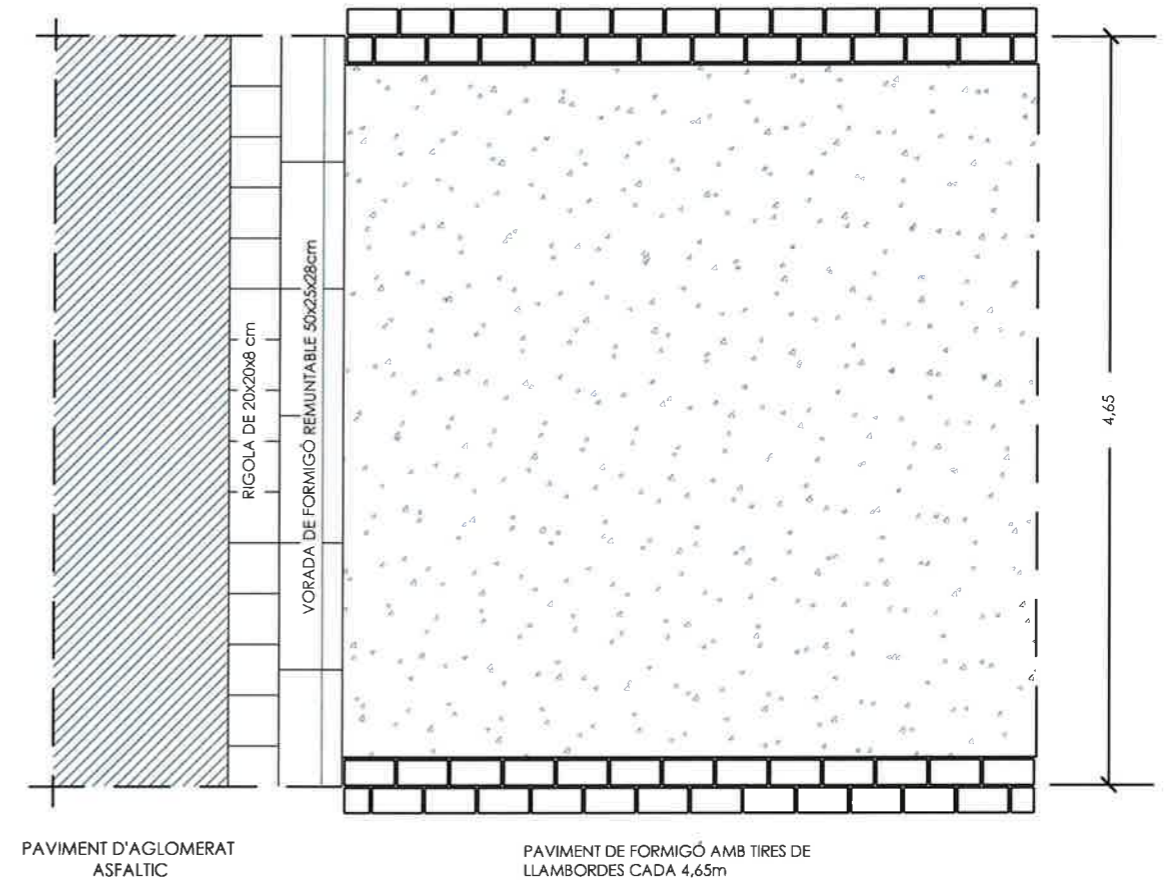 RIGOLA DE 20x20x8 cm
VORADA DE FORMIGÓ REMUNTABLE 50x25x28cm
4,65
PAVIMENT D'AGLOMERAT
ASFALTIC
PAVIMENT DE FORMIGÓ AMB TIRES DE
LLAMBORDES CADA 4,65m